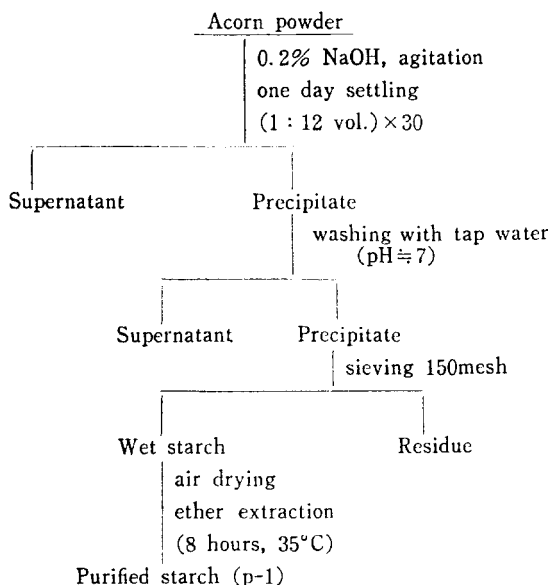 Acorn powder
0.2% NaOH, agitation
one day settling
(1 : 12 vol.)×30
Supernatant Precipitate
washing with tap water
(pH≒7)
Supernatant Precipitate
sieving 150mesh
Wet starch Residue
air drying
ether extraction
(8 hours, 35°C)
Purified starch (p-1)